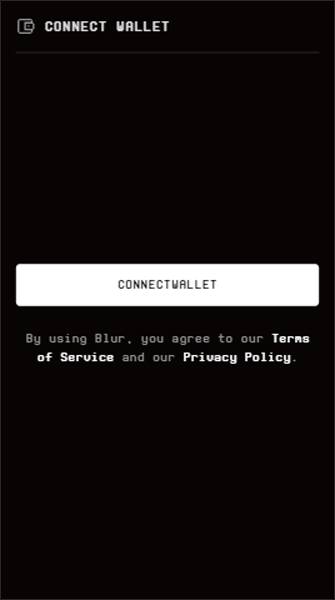 CONNECT WALLET
CONNECTWALLET
By using Blur, you agree to our Terms
of Service and our Privacy Policy.